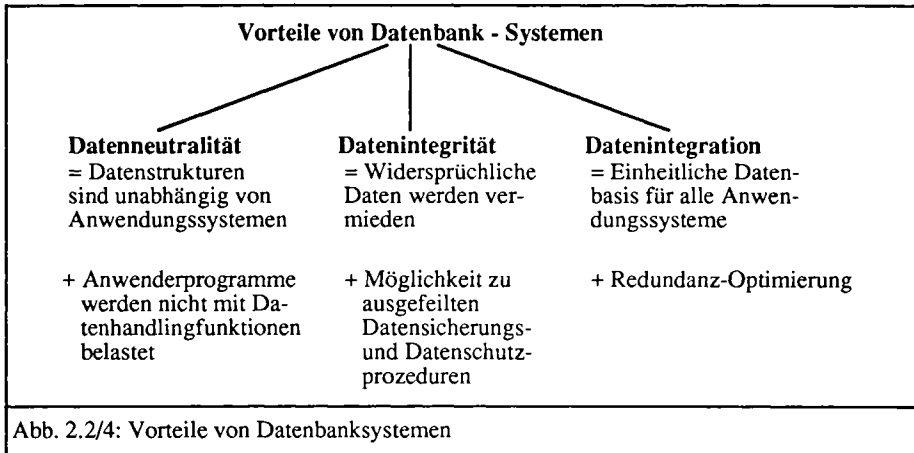 Vorteile von Datenbank - Systemen
Datenneutralität
= Datenstrukturen
sind unabhängig von
Anwendungssystemen
+ Anwenderprogramme
werden nicht mit Da-
tenhandlingfunktionen
belastet
Datenintegrität
= Widersprüchliche
Daten werden ver-
mieden
+ Möglichkeit zu
ausgefeilten
Datensicherungs-
und Datenschutz-
prozeduren
Datenintegration
= Einheitliche Daten-
basis für alle Anwen-
dungssysteme
+ Redundanz-Optimierung
Abb. 2.2/4: Vorteile von Datenbanksystemen